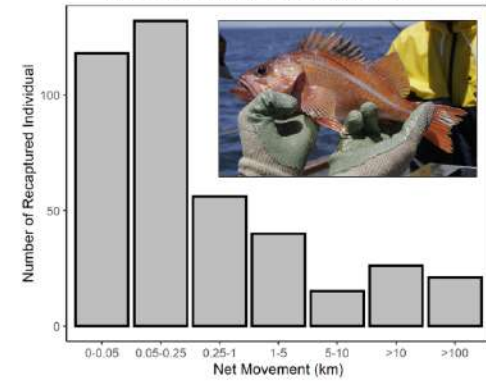 Number of Recaptured Individual
100
50
0
0-0.05 0.05-0.25 0.25-1 1-5 5-10 >10 >100
Net Movement (km)